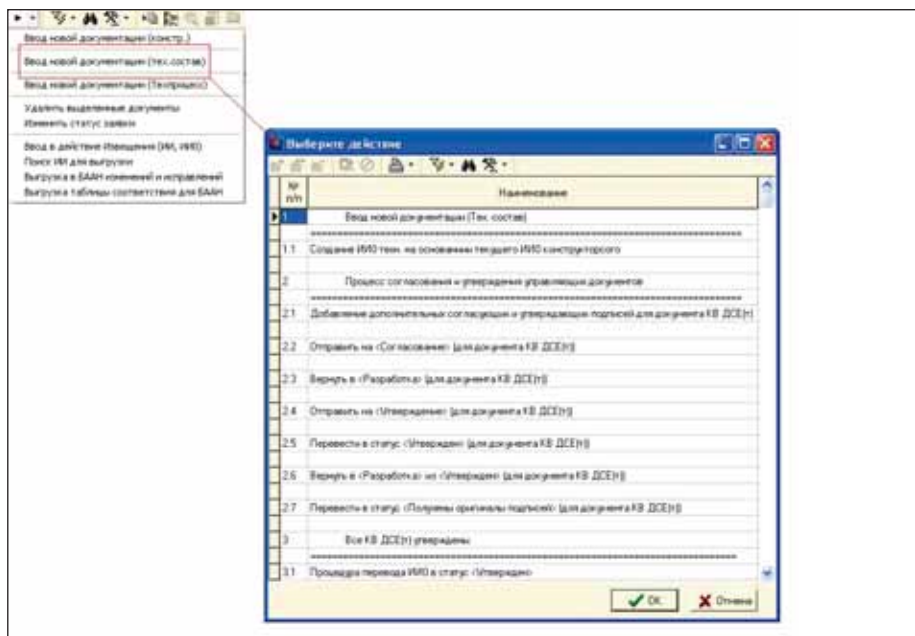 Ввод новой документации (констр.)
Ввод новой документации (тех.состав)
Ввод новой документации (Техпроцесс)
Удалить выделенные документы
Изменить статус заявки
Ввод в действие Извещения (ИИ, ИИО)
Поиск ИИ для выгрузки
Выгрузка в БААН изменений и исправлений
Выгрузка таблицы соответствия для БААН
Выберите действие
№ п/п Наименование
1 Ввод новой документации (Тех. состав)
1.1 Создание ИИО техн. на основании текущего ИИО конструкторсого
2 Процесс согласования и утверждения управляющих документов
2.1 Добавление дополнительных согласующих и утверждающих подписей для документа КВ ДСЕ(т)
2.2 Отправить на <Согласование> (для документа КВ ДСЕ(т))
2.3 Вернуть в <Разработка> (для документа КВ ДСЕ(т))
2.4 Отправить на <Утверждение> (для документа КВ ДСЕ(т))
2.5 Перевести в статус <Утвержден> (для документа КВ ДСЕ(т))
2.6 Вернуть в <Разработка> из <Утвержден> (для документа КВ ДСЕ(т))
2.7 Перевести в статус <Получены оригиналы подписей> (для документа КВ ДСЕ(т))
3 Все КВ ДСЕ(т) утверждены
3.1 Процедура перевода ИИО в статус <Утвержден>
OK Отмена